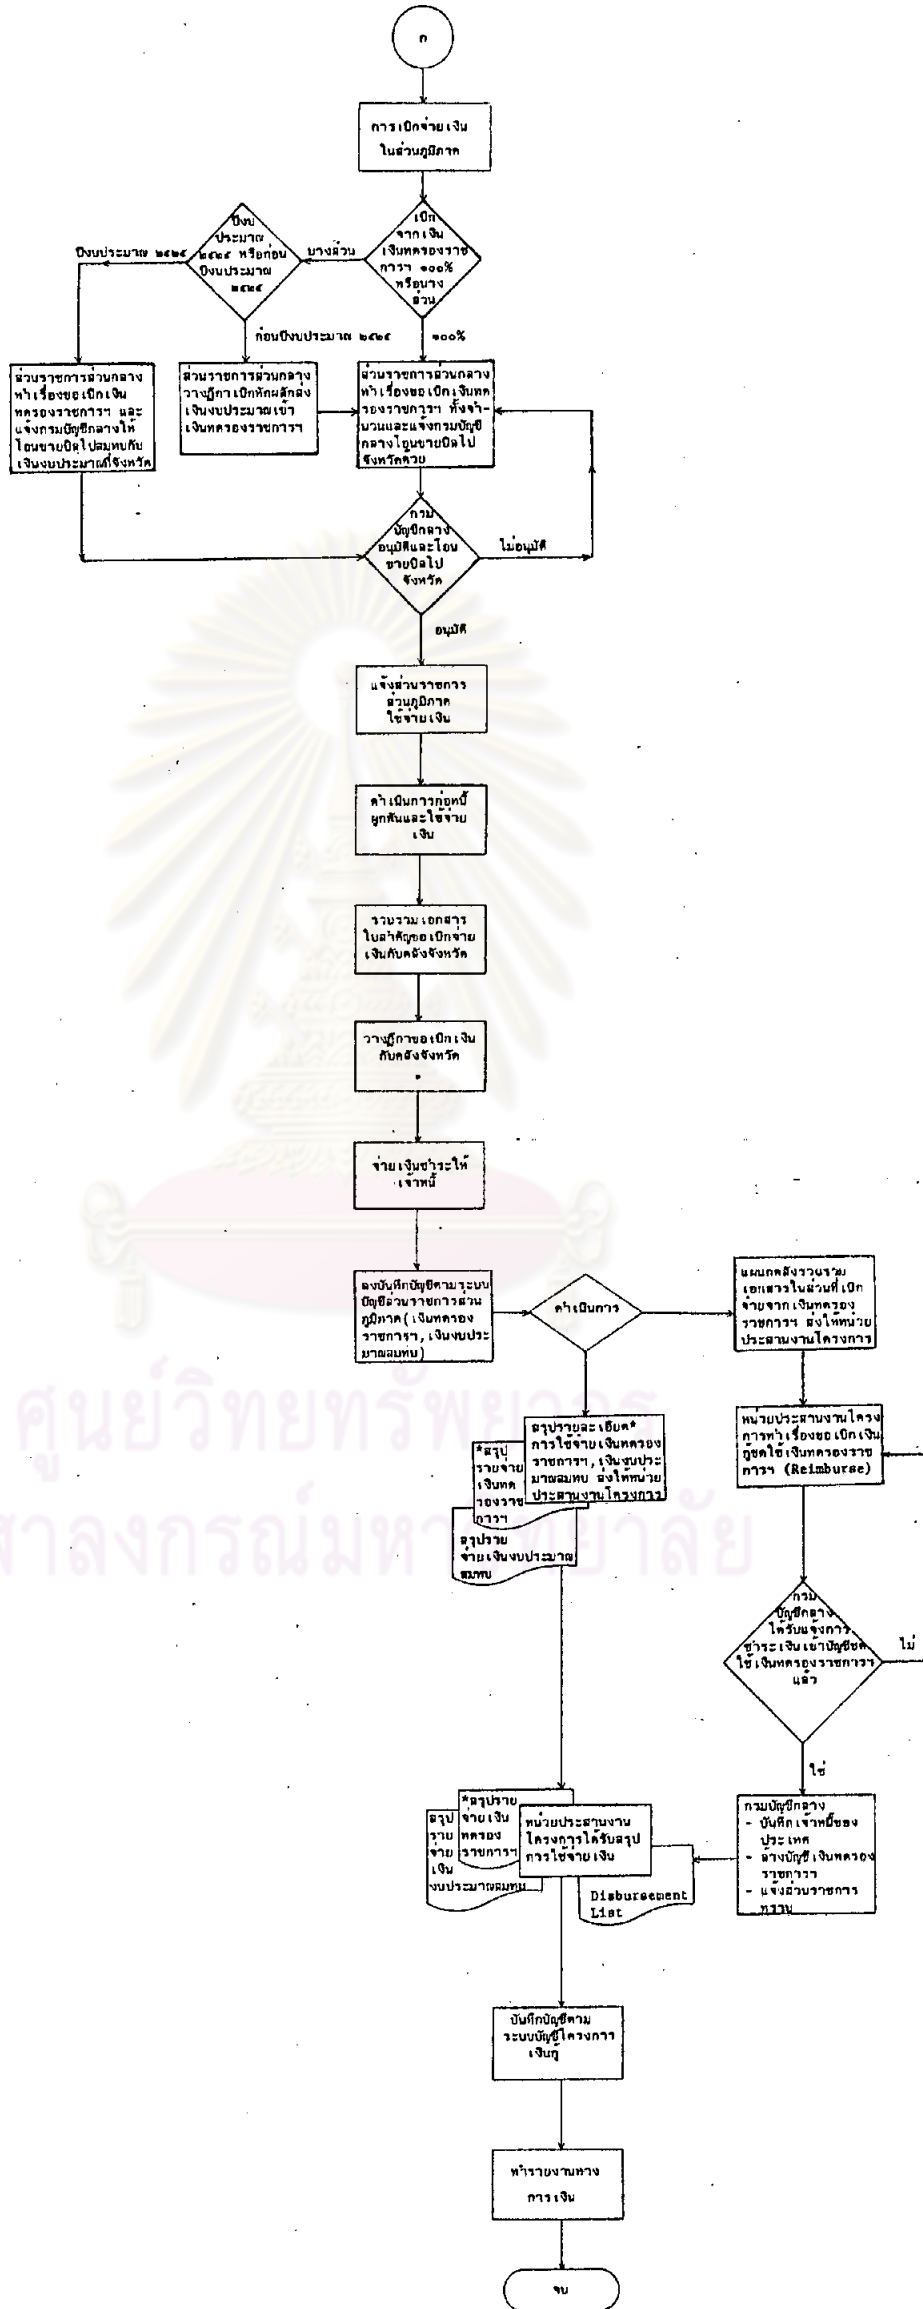 ก
การเบิกจ่ายเงิน
ในส่วนภูมิภาค
เบิก
จากเงิน
เงินทดรองราช
การฯ ๑๐๐%
หรือบาง
ส่วน
บางส่วน
ปีงบ
ประมาณ
๒๕๒๕ หรือก่อน
ปีงบประมาณ
๒๕๒๕
ปีงบประมาณ ๒๕๒๕
ก่อนปีงบประมาณ ๒๕๒๕
๑๐๐%
ส่วนราชการส่วนกลาง
ทำเรื่องขอเบิกเงิน
ทดรองราชการฯ และ
แจ้งกรมบัญชีกลางให้
โอนขายบิลไปสมทบกับ
เงินงบประมาณที่จังหวัด
ส่วนราชการส่วนกลาง
วางฎีกาเบิกหักผลักส่ง
เงินงบประมาณเข้า
เงินทดรองราชการฯ
ส่วนราชการส่วนกลาง
ทำเรื่องขอเบิกเงินทด
รองราชการฯ ทั้งจำ-
นวนและแจ้งกรมบัญชี
กลางโอนขายบิลไป
จังหวัดด้วย
กรม
บัญชีกลาง
อนุมัติและโอน
ขายบิลไป
จังหวัด
ไม่อนุมัติ
อนุมัติ
แจ้งส่วนราชการ
ส่วนภูมิภาค
ใช้จ่ายเงิน
ดำเนินการก่อหนี้
ผูกพันและใช้จ่าย
เงิน
รวบรวมเอกสาร
ใบสำคัญขอเบิกจ่าย
เงินกับคลังจังหวัด
วางฎีกาขอเบิกเงิน
กับคลังจังหวัด
จ่ายเงินชำระให้
เจ้าหนี้
ลงบันทึกบัญชีตามระบบ
บัญชีส่วนราชการส่วน
ภูมิภาค(เงินทดรอง
ราชการฯ,เงินงบประ
มาณสมทบ)
ดำเนินการ
แผนกคลังรวบรวม
เอกสารในส่วนที่เบิก
จ่ายจากเงินทดรอง
ราชการฯ ส่งให้หน่วย
ประสานงานโครงการ
สรุปรายละเอียด*
การใช้จ่ายเงินทดรอง
ราชการฯ,เงินงบประ
มาณสมทบ ส่งให้หน่วย
ประสานงานโครงการ
*สรุป
รายจ่าย
เงินทด
รองราช
การฯ
สรุปราย
จ่ายเงินงบประมาณ
สมทบ
หน่วยประสานงานโครง
การทำเรื่องขอเบิกเงิน
กู้ชดใช้เงินทดรองราช
การฯ (Reimburse)
กรม
บัญชีกลาง
ได้รับแจ้งการ
ชำระเงินเข้าบัญชีชด
ใช้เงินทดรองราชการฯ
แล้ว
ไม่
ใช่
กรมบัญชีกลาง
- บันทึกเจ้าหนี้ของ
ประเทศ
- ล้างบัญชีเงินทดรอง
ราชการฯ
- แจ้งส่วนราชการ
ทราบ
*สรุปราย
จ่ายเงิน
ทดรอง
ราชการฯ
สรุป
ราย
จ่าย
เงิน
งบประมาณสมทบ
หน่วยประสานงาน
โครงการได้รับสรุป
การใช้จ่ายเงิน
Disbursement
List
บันทึกบัญชีตาม
ระบบบัญชีโครงการ
เงินกู้
ทำรายงานทาง
การเงิน
จบ
ศูนย์วิทยทรัพยากร
ฬาลงกรณ์มหาวิทยาลัย